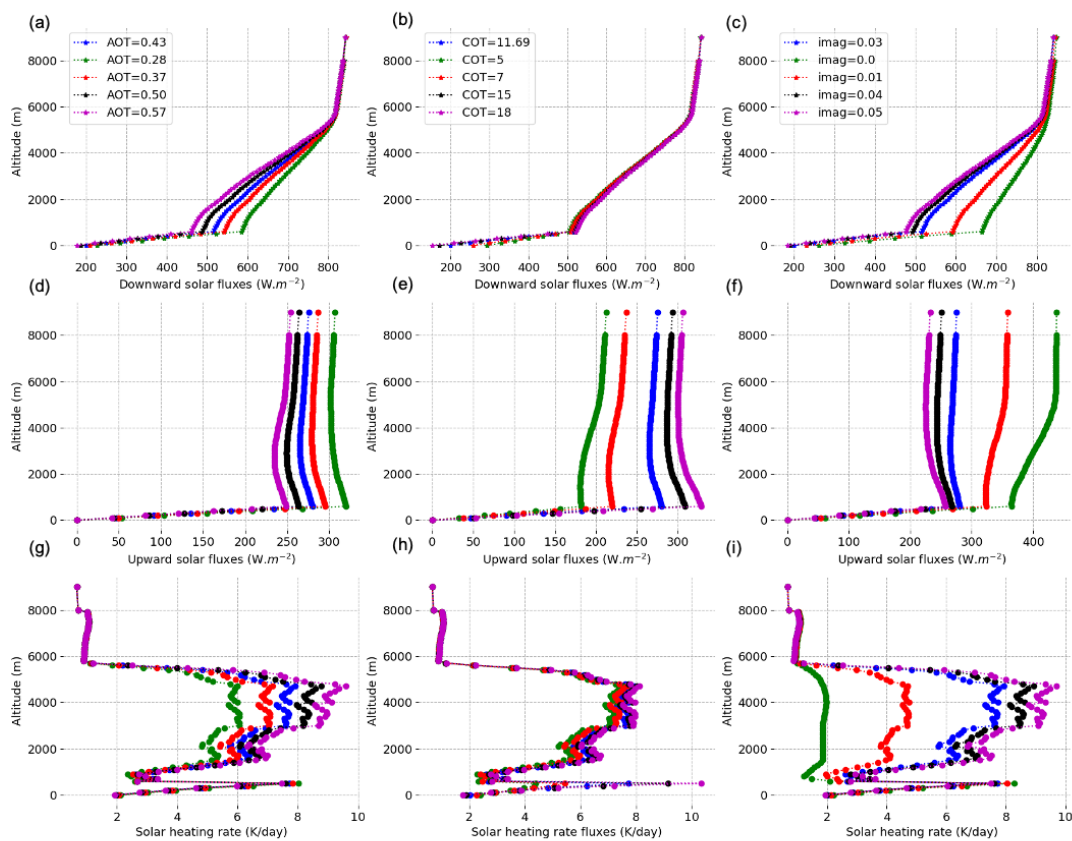 (a)
AOT=0.43
AOT=0.28
AOT=0.37
AOT=0.50
AOT=0.57
8000
6000
4000
2000
0
Altitude (m)
200 300 400 500 600 700 800
Downward solar fluxes (W.m⁻²)
(b)
COT=11.69
COT=5
COT=7
COT=15
COT=18
8000
6000
4000
2000
0
Altitude (m)
200 300 400 500 600 700 800
Downward solar fluxes (W.m⁻²)
(c)
imag=0.03
imag=0.0
imag=0.01
imag=0.04
imag=0.05
8000
6000
4000
2000
0
Altitude (m)
200 300 400 500 600 700 800
Downward solar fluxes (W.m⁻²)
(d)
8000
6000
4000
2000
0
Altitude (m)
0 50 100 150 200 250 300
Upward solar fluxes (W.m⁻²)
(e)
8000
6000
4000
2000
0
Altitude (m)
0 50 100 150 200 250 300
Upward solar fluxes (W.m⁻²)
(f)
8000
6000
4000
2000
0
Altitude (m)
0 100 200 300 400
Upward solar fluxes (W.m⁻²)
(g)
8000
6000
4000
2000
0
Altitude (m)
2 4 6 8 10
Solar heating rate (K/day)
(h)
8000
6000
4000
2000
0
Altitude (m)
2 4 6 8 10
Solar heating rate fluxes (K/day)
(i)
8000
6000
4000
2000
0
Altitude (m)
2 4 6 8 10
Solar heating rate (K/day)